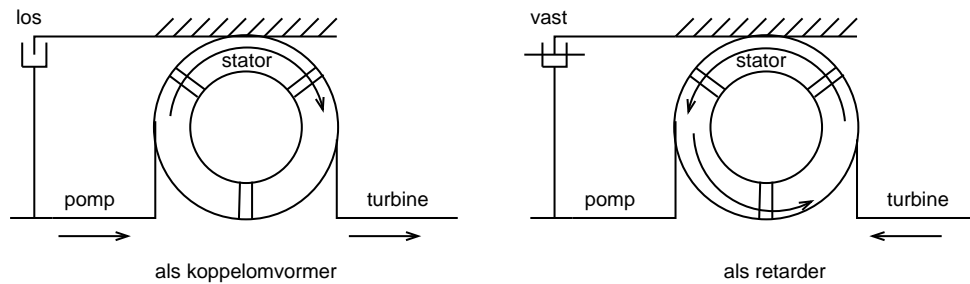 los
stator
pomp
turbine
als koppelomvormer
vast
stator
pomp
turbine
als retarder